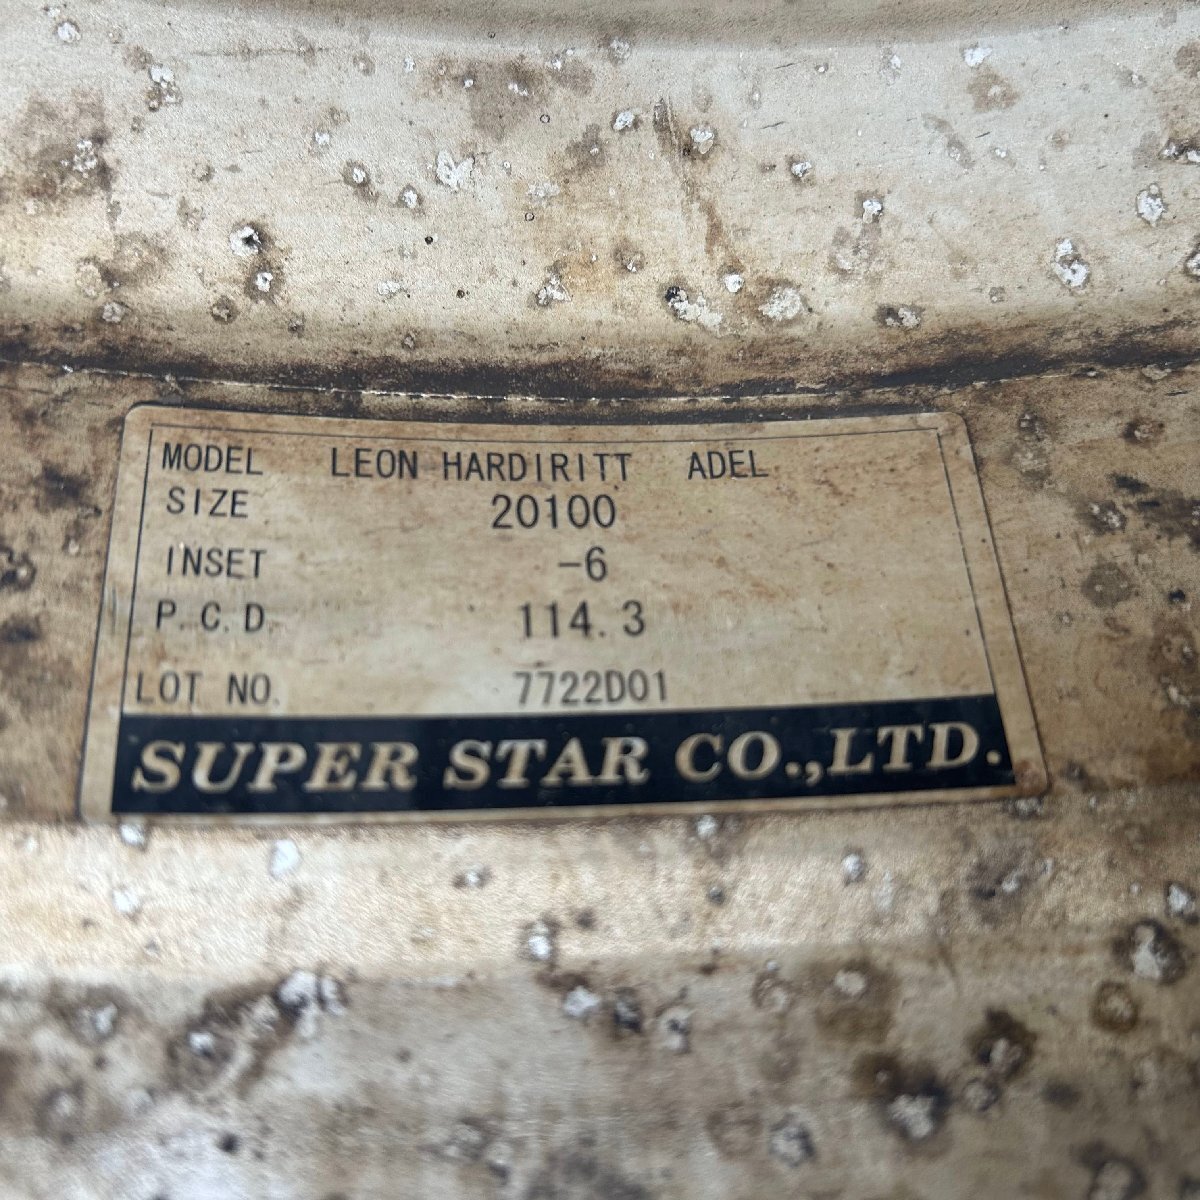 MODEL LEON HARDIRITT ADEL
SIZE 20100
INSET -6
P.C.D. 114.3
LOT NO. 7722D01
SUPER STAR CO.,LTD.